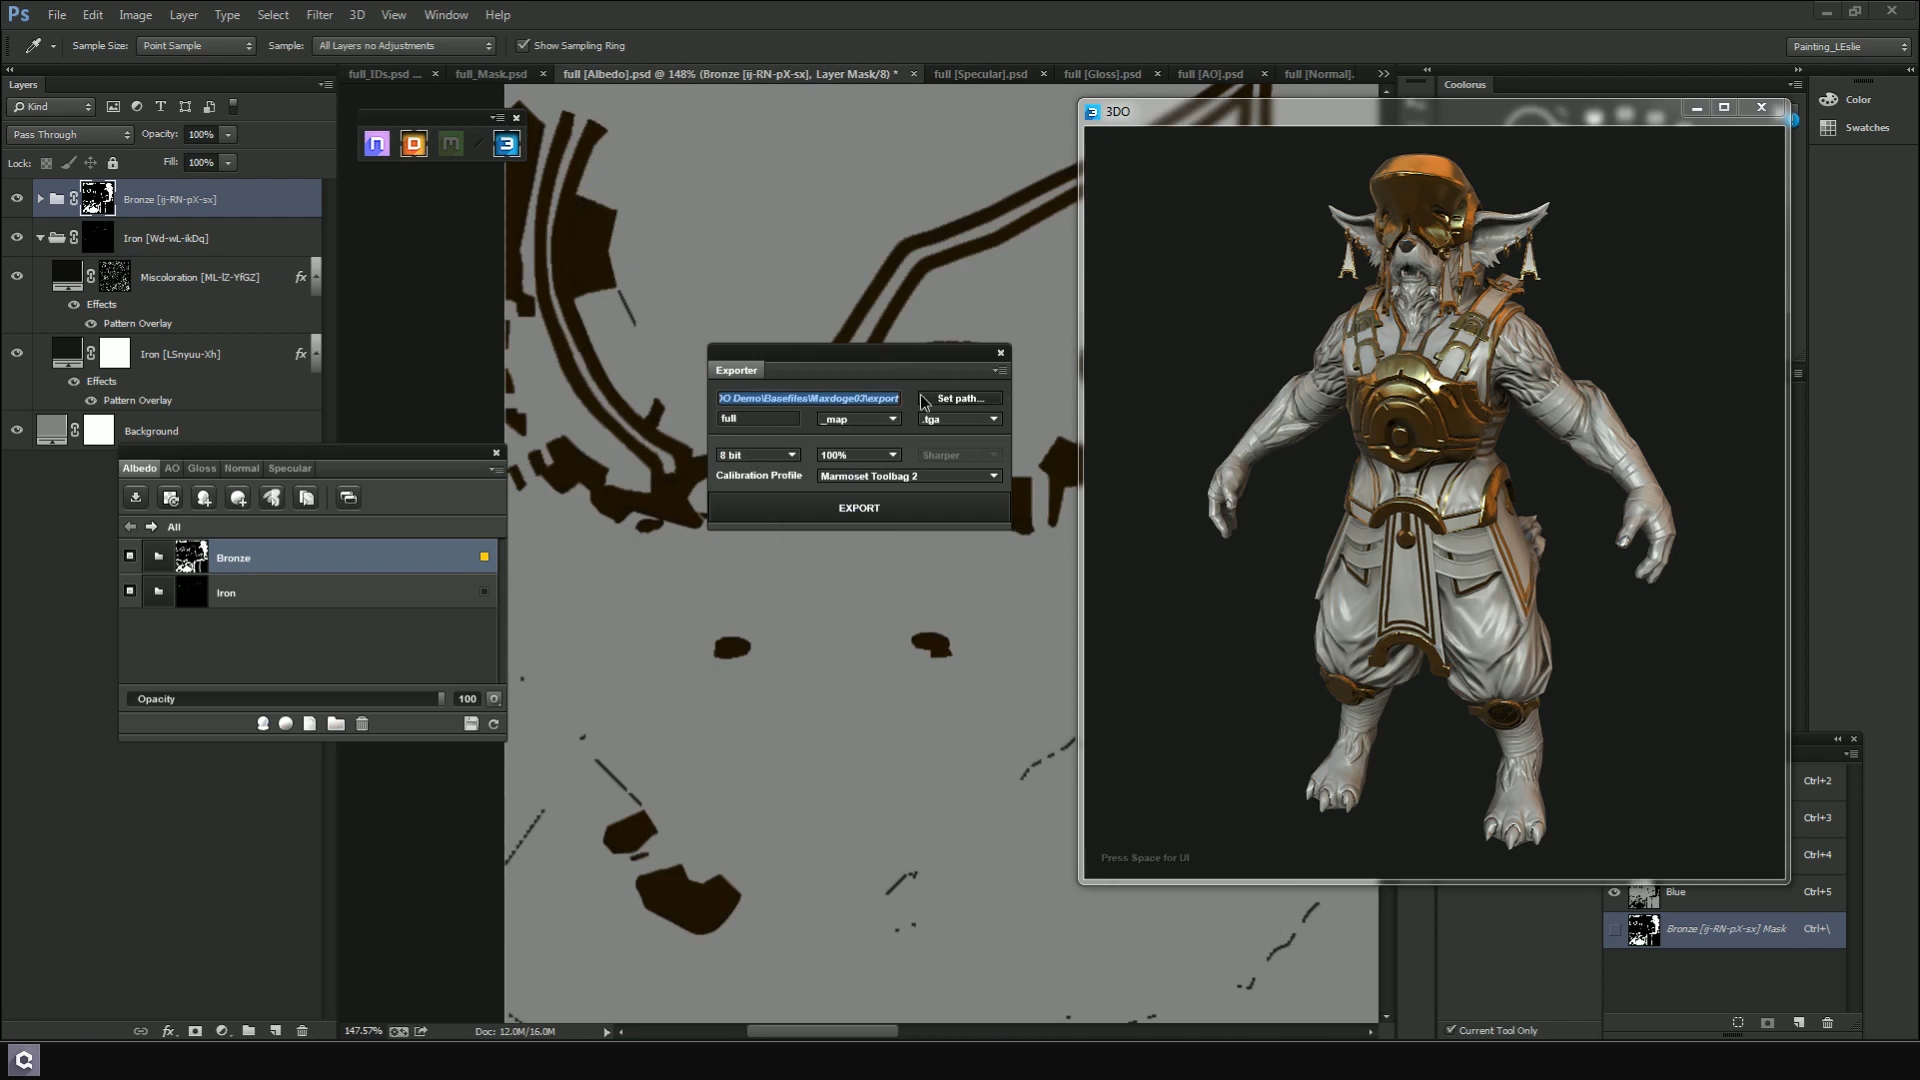 Ps File Edit Image Layer Type Select Filter 3D View Window Help
Sample Size: Point Sample Sample: All Layers no Adjustments Show Sampling Ring Painting_LEslie
Layers
full_IDs.psd ... × full_Mask.psd × full [Albedo].psd @ 148% (Bronze [ij-RN-pX-sx], Layer Mask/8) * × full [Specular].psd × full [Gloss].psd × full [AO].psd × full [Normal].
Coolorus
Color
Swatches
Kind
Pass Through Opacity: 100%
Lock: Fill: 100%
Bronze [ij-RN-pX-sx]
Iron [Wd-wL-ikDq]
Miscoloration [ML-lZ-YfGZ] fx
Effects
Pattern Overlay
Iron [LSnyuu-Xh] fx
Effects
Pattern Overlay
Background
3DO
Exporter
Demo\Basefiles\Maxdoge03\export Set path...
full _map .tga
8 bit 100% Sharper
Calibration Profile Marmoset Toolbag 2
EXPORT
Albedo AO Gloss Normal Specular
All
Bronze
Iron
Opacity 100
Press Space for UI
Ctrl+2
Ctrl+3
Ctrl+4
Blue Ctrl+5
Bronze [ij-RN-pX-sx] Mask Ctrl+\
147.57% Doc: 12.0M/16.0M
Current Tool Only